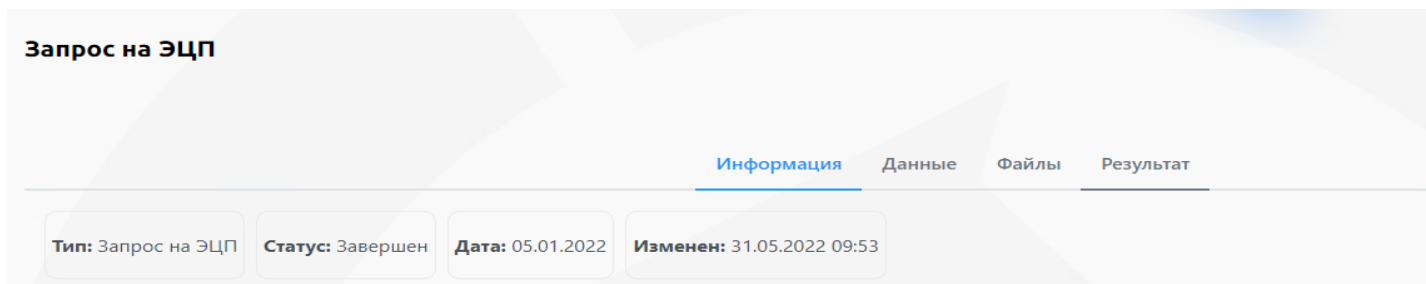 Запрос на ЭЦП
Информация Данные Файлы Результат
Тип: Запрос на ЭЦП Статус: Завершен Дата: 05.01.2022 Изменен: 31.05.2022 09:53